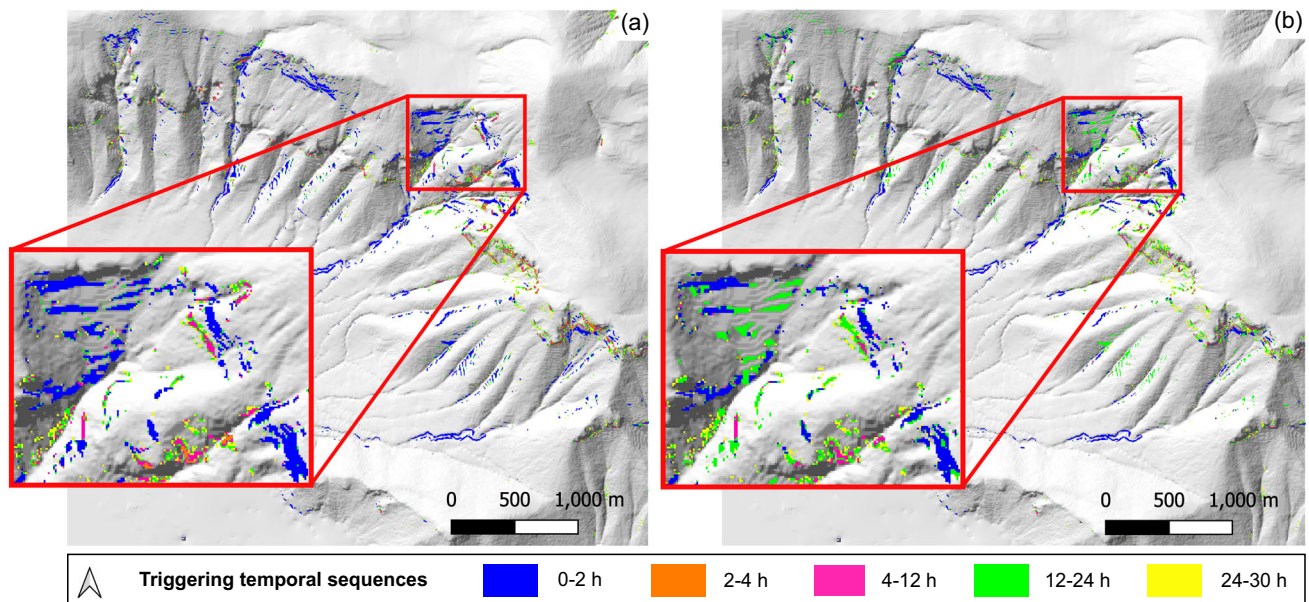 (a)
(b)
0 500 1,000 m
0 500 1,000 m
Triggering temporal sequences 0-2 h 2-4 h 4-12 h 12-24 h 24-30 h